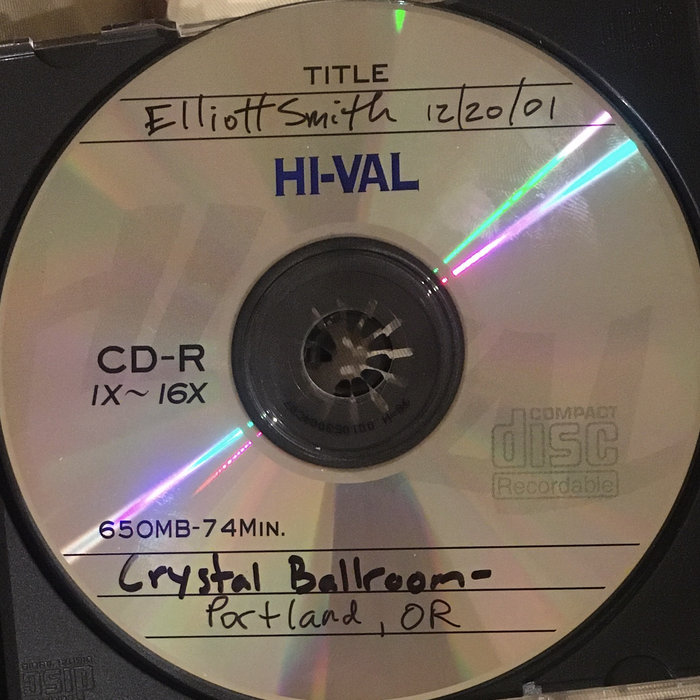 TITLE
Elliott Smith 12/20/01
HI-VAL
CD-R
1X~16X
COMPACT
disc
Recordable
650MB-74MIN.
Crystal Ballroom-
Portland, OR